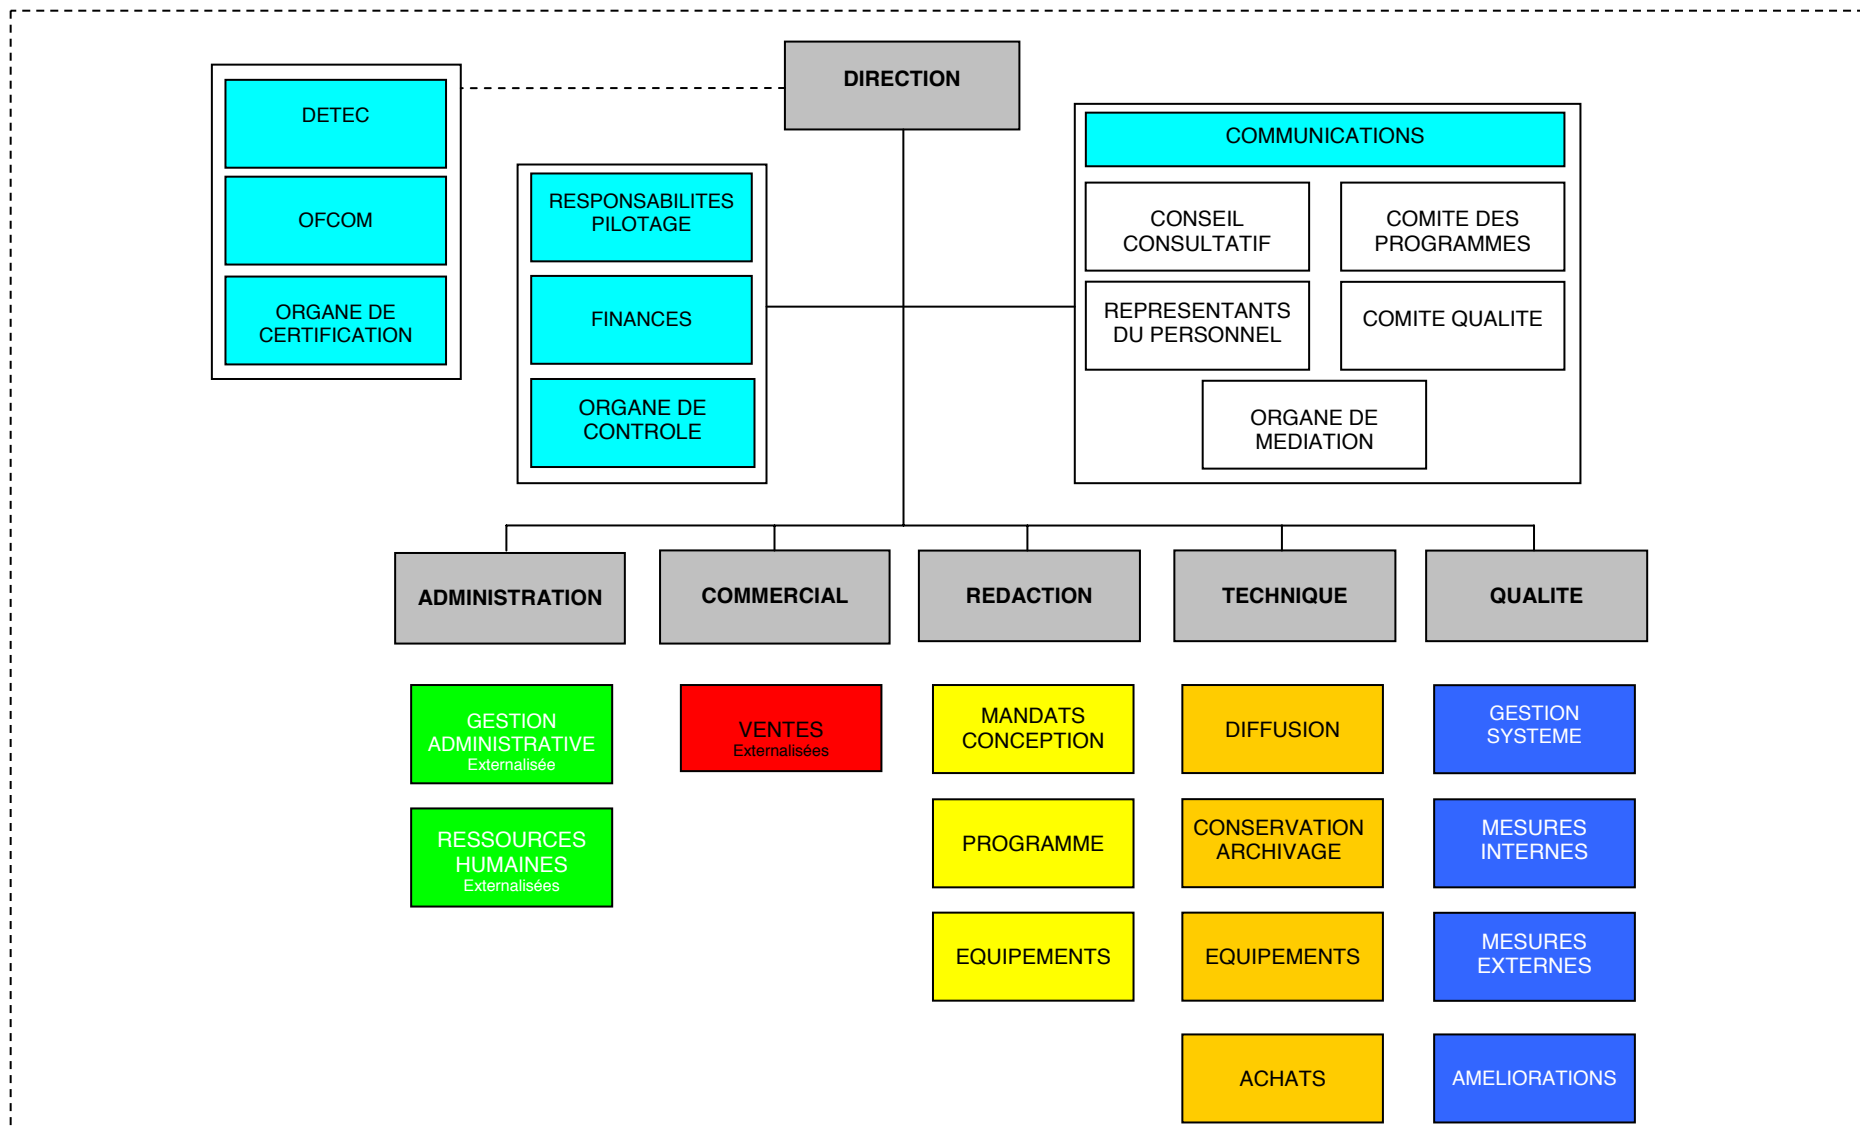 DIRECTION
DETEC
OFCOM
ORGANE DE
CERTIFICATION
RESPONSABILITES
PILOTAGE
FINANCES
ORGANE DE
CONTROLE
COMMUNICATIONS
CONSEIL
CONSULTATIF
COMITE DES
PROGRAMMES
REPRESENTANTS
DU PERSONNEL
COMITE QUALITE
ORGANE DE
MEDIATION
ADMINISTRATION
COMMERCIAL
REDACTION
TECHNIQUE
QUALITE
GESTION
ADMINISTRATIVE
Externalisée
RESSOURCES
HUMAINES
Externalisées
VENTES
Externalisées
MANDATS
CONCEPTION
PROGRAMME
EQUIPEMENTS
DIFFUSION
CONSERVATION
ARCHIVAGE
EQUIPEMENTS
ACHATS
GESTION
SYSTEME
MESURES
INTERNES
MESURES
EXTERNES
AMELIORATIONS